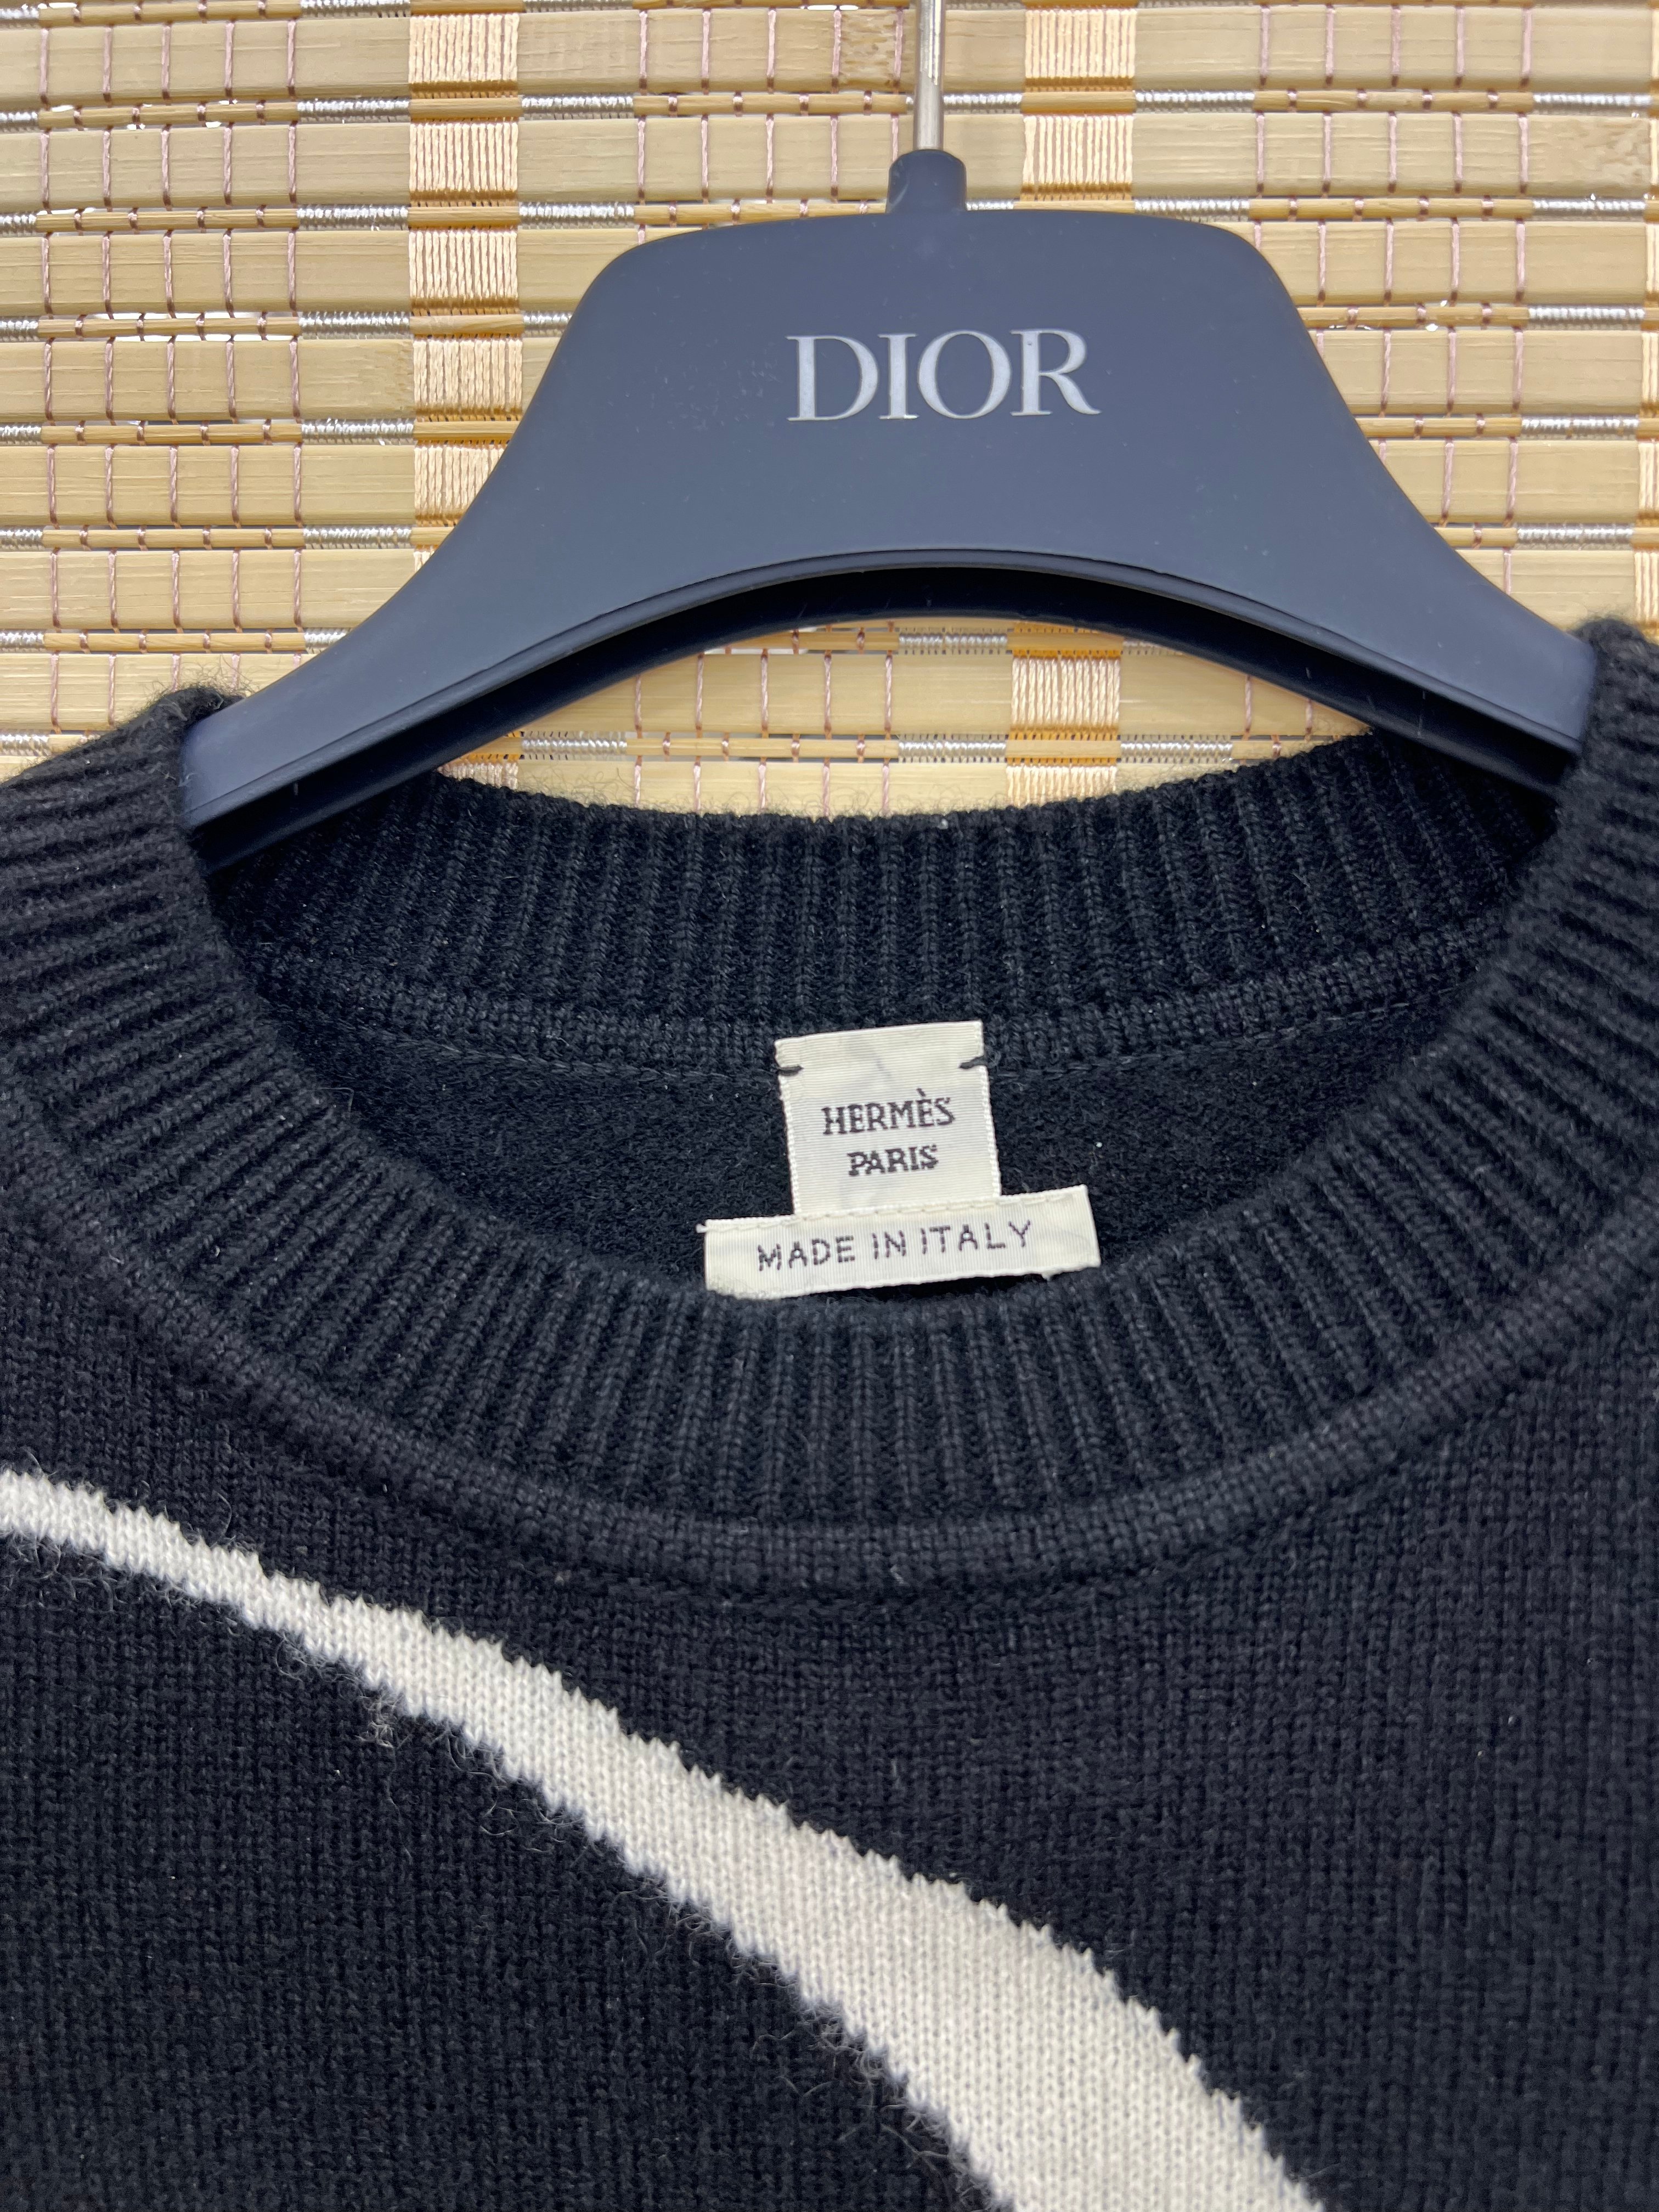 DIOR
HERMÈS
PARIS
MADE IN ITALY